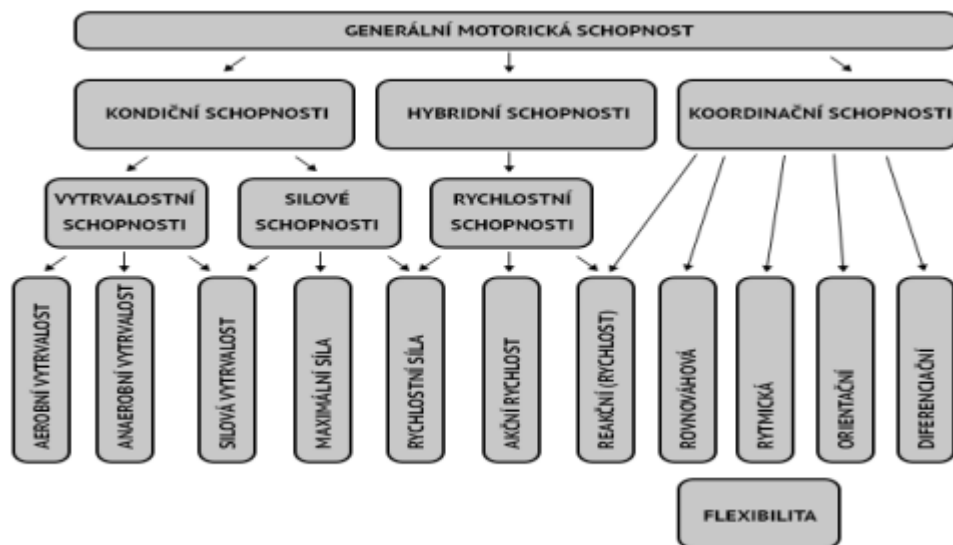 GENERÁLNÍ MOTORICKÁ SCHOPNOST
KONDIČNÍ SCHOPNOSTI
HYBRIDNÍ SCHOPNOSTI
KOORDINAČNÍ SCHOPNOSTI
VYTRVALOSTNÍ
SCHOPNOSTI
SILOVÉ
SCHOPNOSTI
RYCHLOSTNÍ
SCHOPNOSTI
AEROBNÍ VYTRVALOST
ANAEROBNÍ VYTRVALOST
SILOVÁ VYTRVALOST
MAXIMÁLNÍ SÍLA
RYCHLOSTNÍ SÍLA
AKČNÍ RYCHLOST
REAKČNÍ (RYCHLOST)
ROVNOVÁHOVÁ
RYTMICKÁ
ORIENTAČNÍ
DIFERENCIAČNÍ
FLEXIBILITA